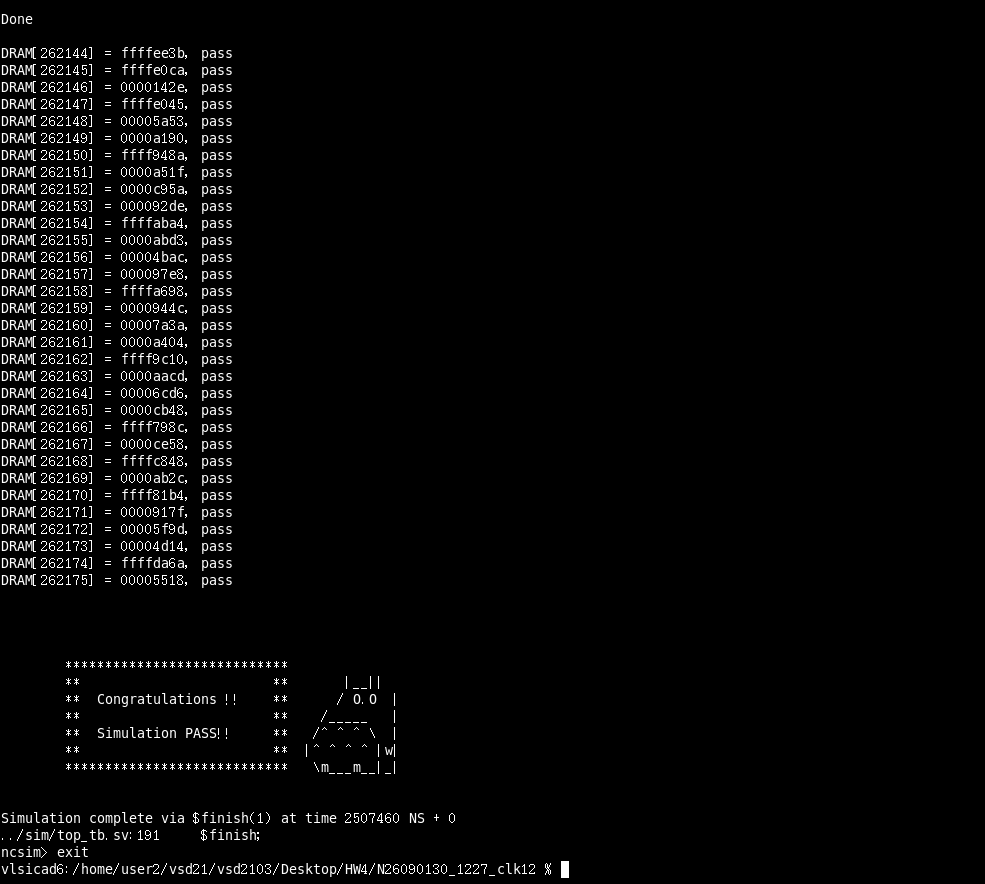 Done

DRAM[262144] = ffffee3b, pass
DRAM[262145] = ffffe0ca, pass
DRAM[262146] = 0000142e, pass
DRAM[262147] = ffffe045, pass
DRAM[262148] = 00005a53, pass
DRAM[262149] = 0000a190, pass
DRAM[262150] = ffff948a, pass
DRAM[262151] = 0000a51f, pass
DRAM[262152] = 0000c95a, pass
DRAM[262153] = 000092de, pass
DRAM[262154] = ffffaba4, pass
DRAM[262155] = 0000abd3, pass
DRAM[262156] = 00004bac, pass
DRAM[262157] = 000097e8, pass
DRAM[262158] = ffffa698, pass
DRAM[262159] = 0000944c, pass
DRAM[262160] = 00007a3a, pass
DRAM[262161] = 0000a404, pass
DRAM[262162] = ffff9c10, pass
DRAM[262163] = 0000aacd, pass
DRAM[262164] = 00006cd6, pass
DRAM[262165] = 0000cb48, pass
DRAM[262166] = ffff798c, pass
DRAM[262167] = 0000ce58, pass
DRAM[262168] = ffffc848, pass
DRAM[262169] = 0000ab2c, pass
DRAM[262170] = ffff81b4, pass
DRAM[262171] = 0000917f, pass
DRAM[262172] = 00005f9d, pass
DRAM[262173] = 00004d14, pass
DRAM[262174] = ffffda6a, pass
DRAM[262175] = 00005518, pass

        ****************************
        **                        **       |__||
        **  Congratulations !!    **      / O.O  |
        **                        **    /_____   |
        **  Simulation PASS!!     **   /^ ^ ^ \  |
        **                        **  |^ ^ ^ ^ |w|
        ****************************   \m___m__|_|

Simulation complete via $finish(1) at time 2507460 NS + 0
../sim/top_tb.sv:191     $finish;
ncsim> exit
vlsicad6:/home/user2/vsd21/vsd2103/Desktop/HW4/N26090130_1227_clk12 %